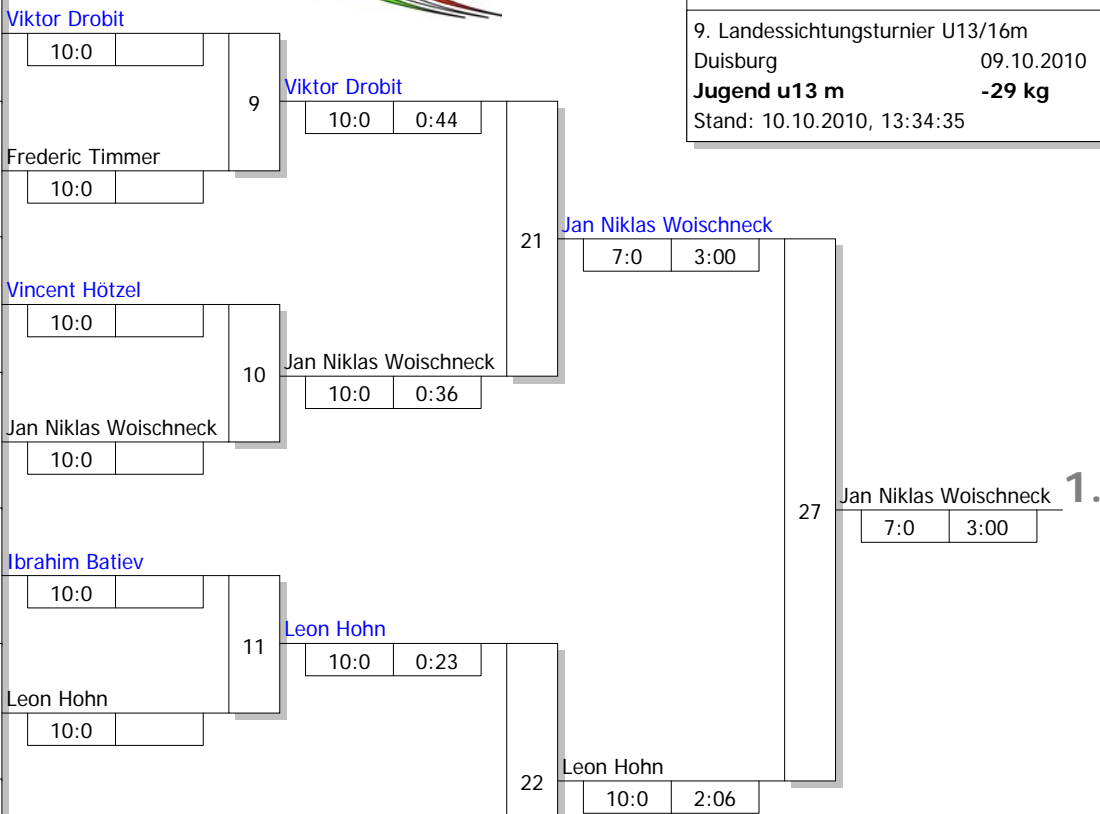 9. Landessichtungsturnier U13/16m
Duisburg 09.10.2010
Jugend u13 m -29 kg
Stand: 10.10.2010, 13:34:35
Viktor Drobit
10:0
9
Frederic Timmer
10:0
Vincent Hötzel
10:0
10
Jan Niklas Woischneck
10:0
Ibrahim Batiev
10:0
11
Leon Hohn
10:0
Viktor Drobit
10:0 0:44
21
Jan Niklas Woischneck
10:0 0:36
Leon Hohn
10:0 0:23
22
Jan Niklas Woischneck
7:0 3:00
27
Leon Hohn
10:0 2:06
Jan Niklas Woischneck 1.
7:0 3:00